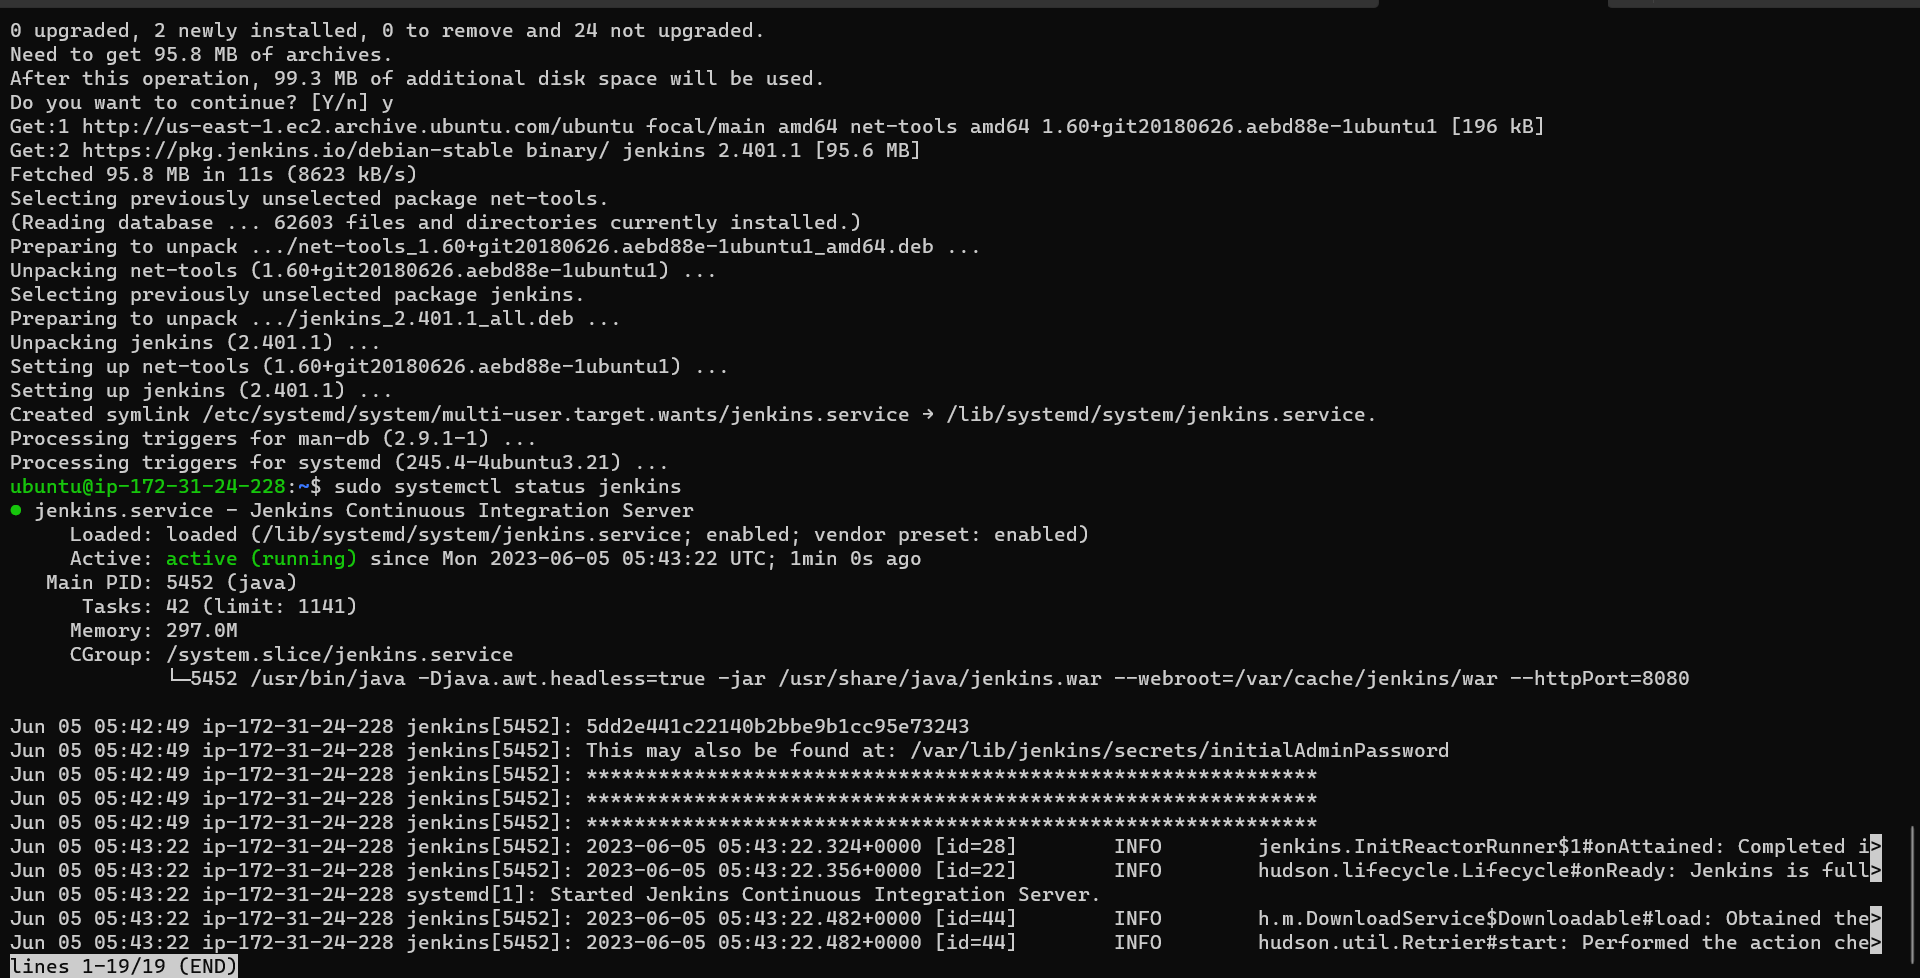 0 upgraded, 2 newly installed, 0 to remove and 24 not upgraded.
Need to get 95.8 MB of archives.
After this operation, 99.3 MB of additional disk space will be used.
Do you want to continue? [Y/n] y
Get:1 http://us-east-1.ec2.archive.ubuntu.com/ubuntu focal/main amd64 net-tools amd64 1.60+git20180626.aebd88e-1ubuntu1 [196 kB]
Get:2 https://pkg.jenkins.io/debian-stable binary/ jenkins 2.401.1 [95.6 MB]
Fetched 95.8 MB in 11s (8623 kB/s)
Selecting previously unselected package net-tools.
(Reading database ... 62603 files and directories currently installed.)
Preparing to unpack .../net-tools_1.60+git20180626.aebd88e-1ubuntu1_amd64.deb ...
Unpacking net-tools (1.60+git20180626.aebd88e-1ubuntu1) ...
Selecting previously unselected package jenkins.
Preparing to unpack .../jenkins_2.401.1_all.deb ...
Unpacking jenkins (2.401.1) ...
Setting up net-tools (1.60+git20180626.aebd88e-1ubuntu1) ...
Setting up jenkins (2.401.1) ...
Created symlink /etc/systemd/system/multi-user.target.wants/jenkins.service → /lib/systemd/system/jenkins.service.
Processing triggers for man-db (2.9.1-1) ...
Processing triggers for systemd (245.4-4ubuntu3.21) ...
ubuntu@ip-172-31-24-228:~$ sudo systemctl status jenkins
● jenkins.service - Jenkins Continuous Integration Server
     Loaded: loaded (/lib/systemd/system/jenkins.service; enabled; vendor preset: enabled)
     Active: active (running) since Mon 2023-06-05 05:43:22 UTC; 1min 0s ago
   Main PID: 5452 (java)
      Tasks: 42 (limit: 1141)
     Memory: 297.0M
     CGroup: /system.slice/jenkins.service
             └─5452 /usr/bin/java -Djava.awt.headless=true -jar /usr/share/java/jenkins.war --webroot=/var/cache/jenkins/war --httpPort=8080
Jun 05 05:42:49 ip-172-31-24-228 jenkins[5452]: 5dd2e441c22140b2bbe9b1cc95e73243
Jun 05 05:42:49 ip-172-31-24-228 jenkins[5452]: This may also be found at: /var/lib/jenkins/secrets/initialAdminPassword
Jun 05 05:42:49 ip-172-31-24-228 jenkins[5452]: *************************************************************
Jun 05 05:42:49 ip-172-31-24-228 jenkins[5452]: *************************************************************
Jun 05 05:42:49 ip-172-31-24-228 jenkins[5452]: *************************************************************
Jun 05 05:43:22 ip-172-31-24-228 jenkins[5452]: 2023-06-05 05:43:22.324+0000 [id=28]        INFO        jenkins.InitReactorRunner$1#onAttained: Completed i>
Jun 05 05:43:22 ip-172-31-24-228 jenkins[5452]: 2023-06-05 05:43:22.356+0000 [id=22]        INFO        hudson.lifecycle.Lifecycle#onReady: Jenkins is full>
Jun 05 05:43:22 ip-172-31-24-228 systemd[1]: Started Jenkins Continuous Integration Server.
Jun 05 05:43:22 ip-172-31-24-228 jenkins[5452]: 2023-06-05 05:43:22.482+0000 [id=44]        INFO        h.m.DownloadService$Downloadable#load: Obtained the>
Jun 05 05:43:22 ip-172-31-24-228 jenkins[5452]: 2023-06-05 05:43:22.482+0000 [id=44]        INFO        hudson.util.Retrier#start: Performed the action che>
lines 1-19/19 (END)